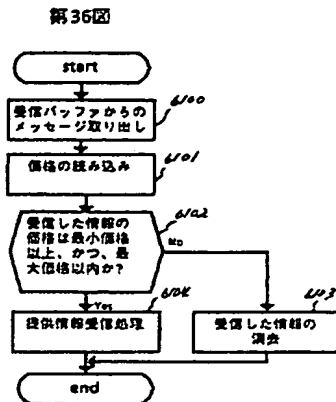 第36図
start
6100
受信バッファからの
メッセージ取り出し
6101
価格の読み込み
6102
受信した情報の
価格は最小価格
以上、かつ、最
大価格以内か?
NO
Yes
6104
提供情報受信処理
6103
受信した情報の
消去
end